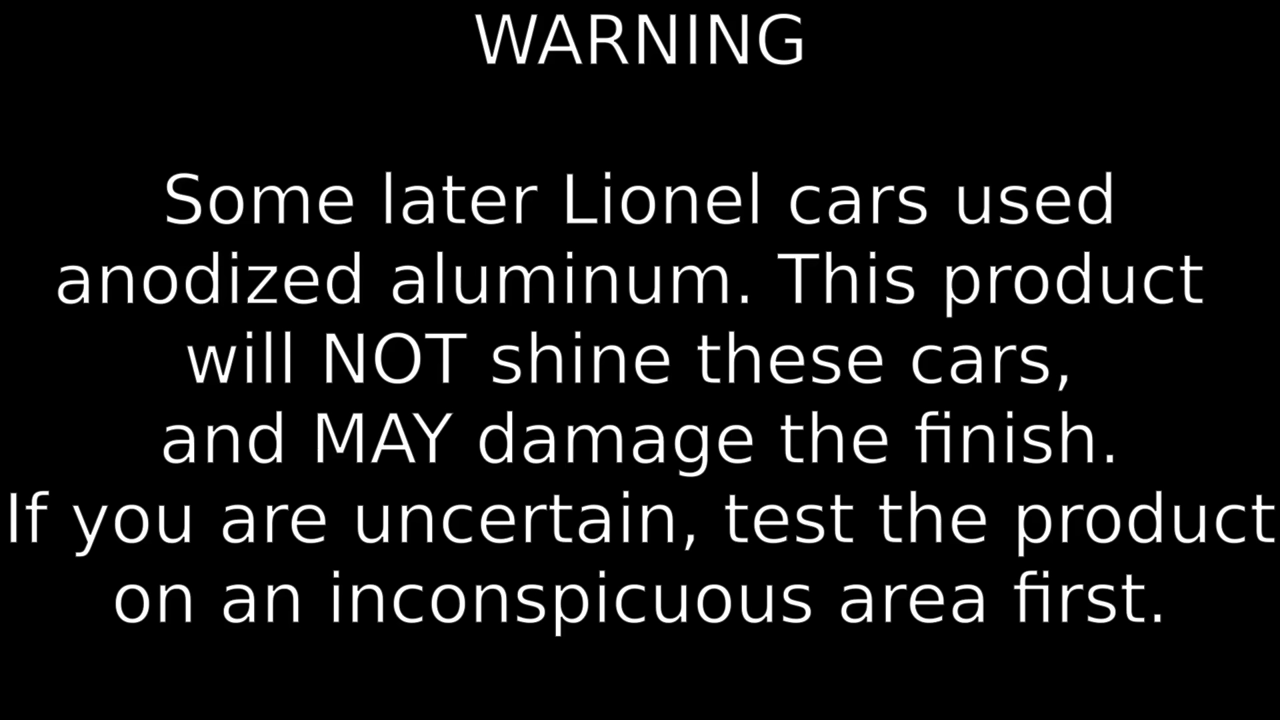 WARNING
Some later Lionel cars used
anodized aluminum. This product
will NOT shine these cars,
and MAY damage the finish.
If you are uncertain, test the product
on an inconspicuous area first.